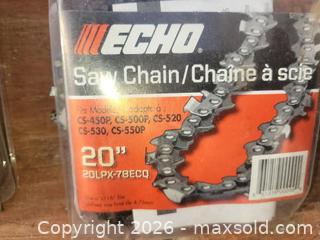 ECHO
Saw Chain/Chaîne à scie
CS-450P, CS-500P, CS-520
CS-530, CS-550P
20"
20LPX-78ECQ
Copyright 2026 - maxsold.com